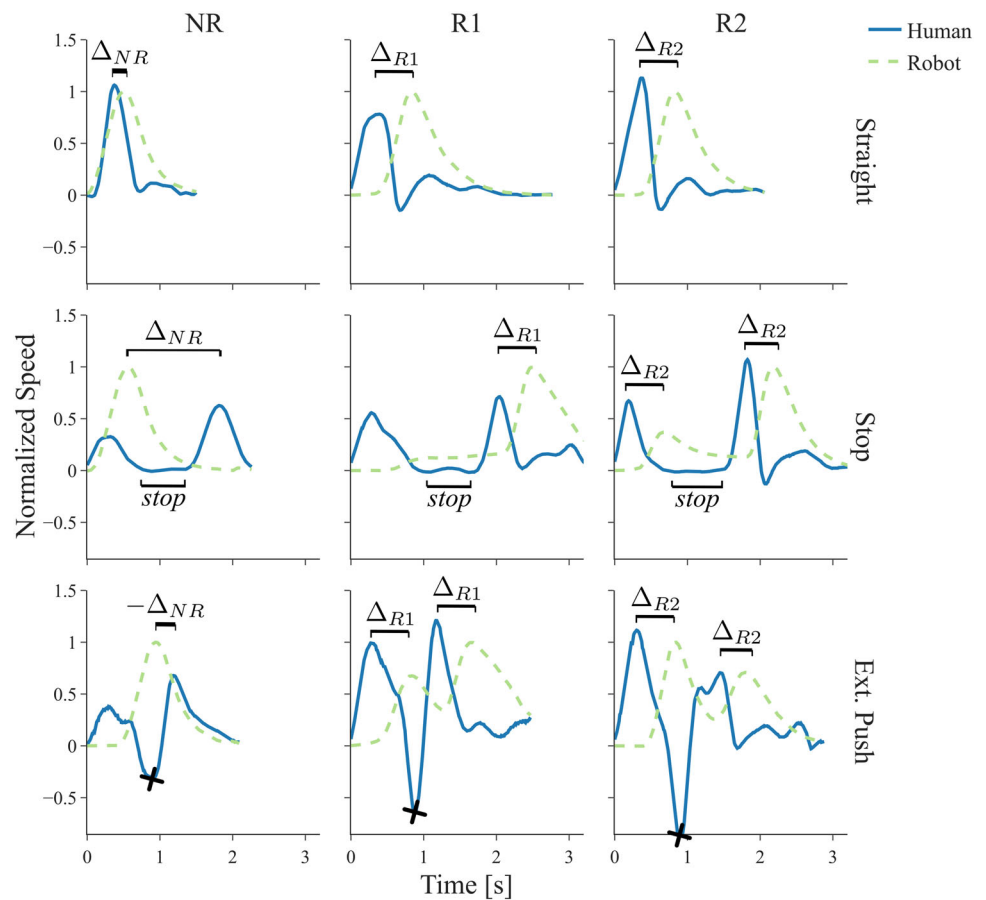 NR R1 R2
Human
Robot
1.5
1
0.5
0
−0.5
Δ_NR
Δ_R1
Δ_R2
Straight
Normalized Speed
1.5
1
0.5
0
−0.5
Δ_NR
stop
Δ_R1
stop
Δ_R2
Δ_R2
stop
Stop
1.5
1
0.5
0
−0.5
−Δ_NR
Δ_R1
Δ_R1
Δ_R2
Δ_R2
Ext. Push
0 1 2 3
0 1 2 3
0 1 2 3
Time [s]